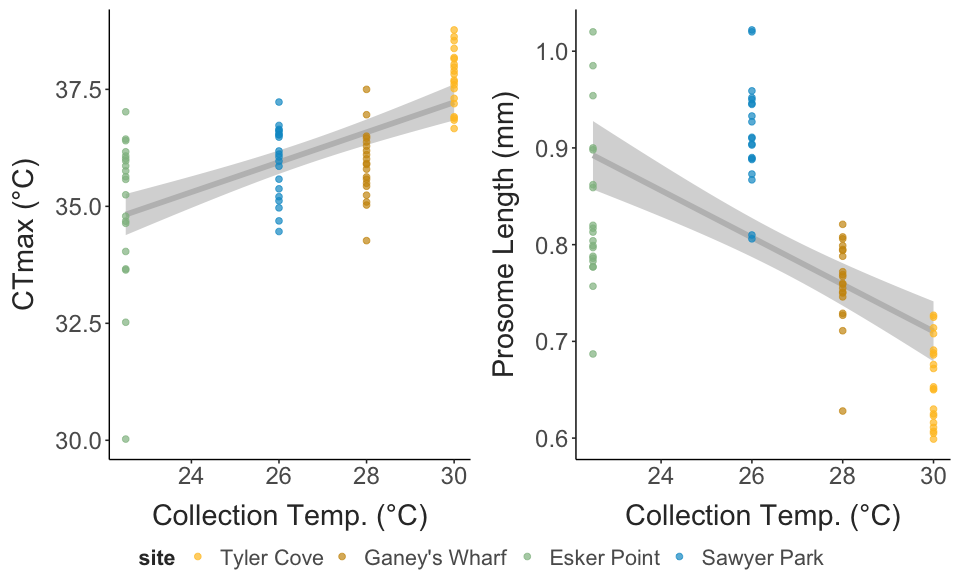 CTmax (°C)
37.5
35.0
32.5
30.0
24 26 28 30
Collection Temp. (°C)
Prosome Length (mm)
1.0
0.9
0.8
0.7
0.6
24 26 28 30
Collection Temp. (°C)
site Tyler Cove Ganey's Wharf Esker Point Sawyer Park